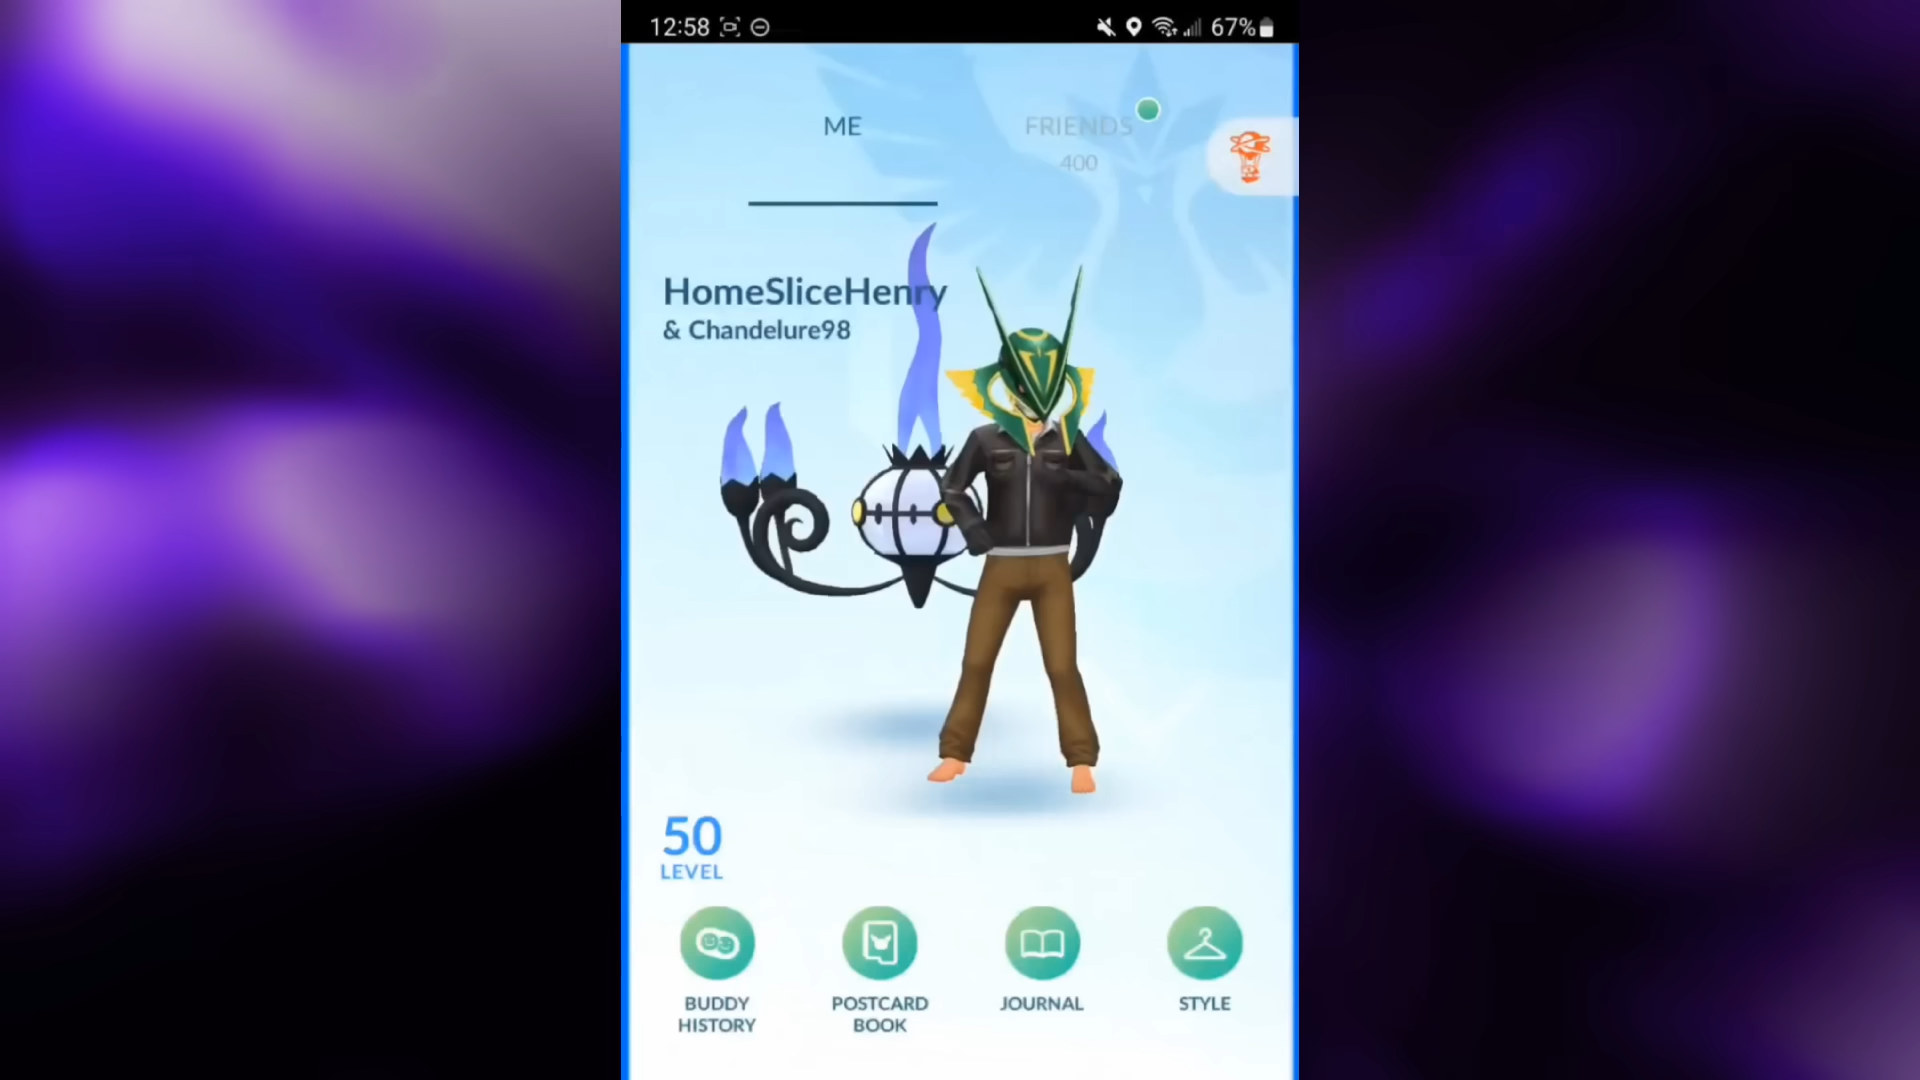 12:58
67%
ME
FRIENDS
400
HomeSliceHenry
& Chandelure98
50
LEVEL
BUDDY
HISTORY
POSTCARD
BOOK
JOURNAL
STYLE